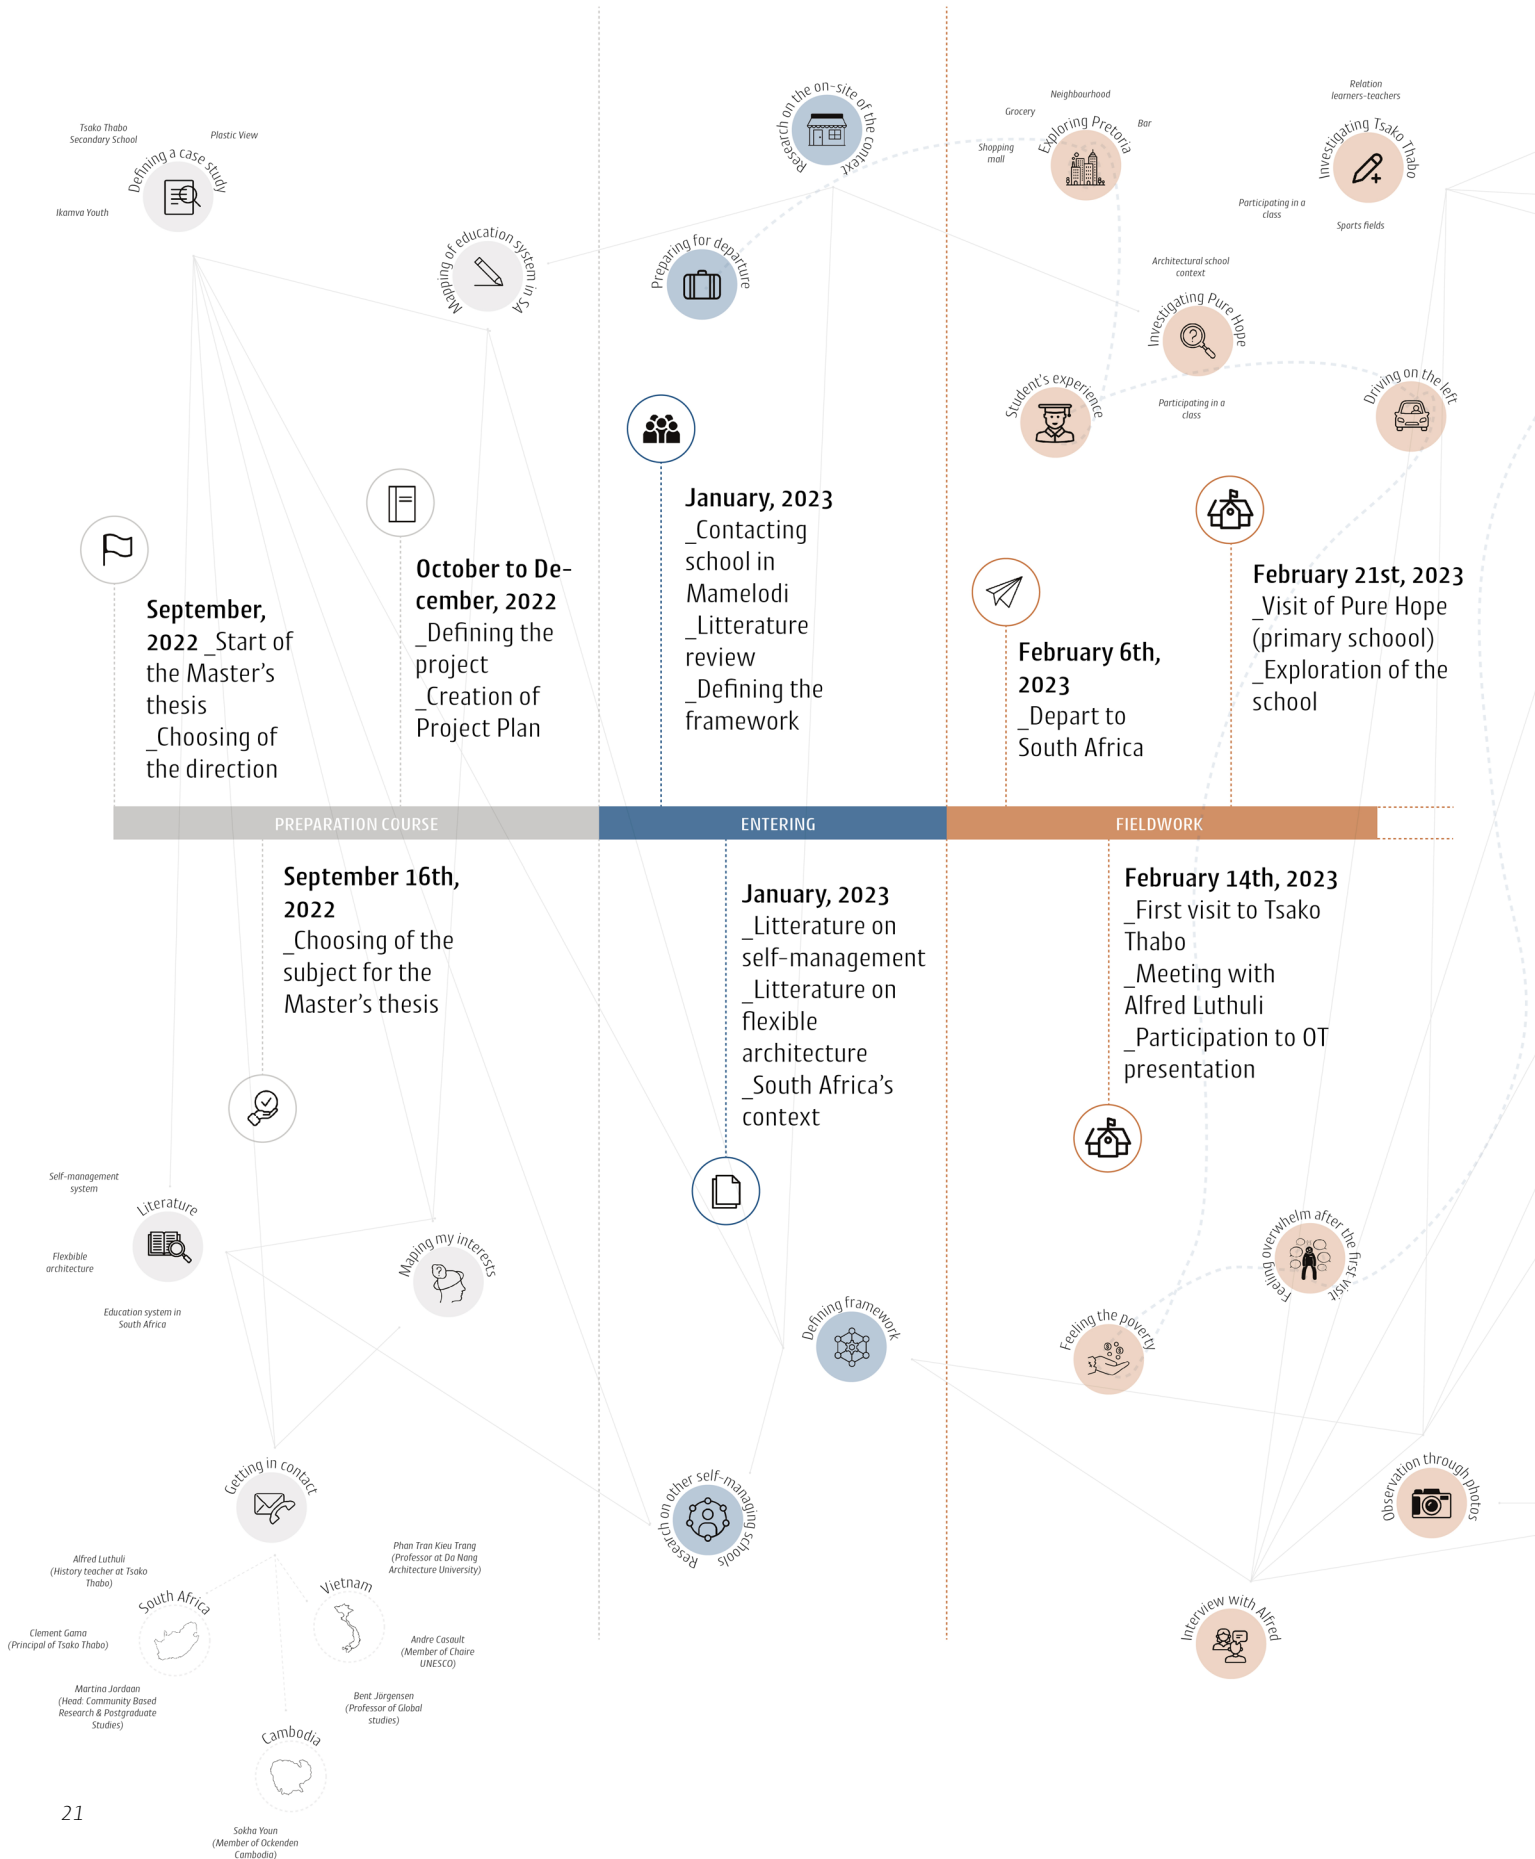 Tsako Thabo
Secondary School
Plastic View
Defining a case study
Ikamva Youth
Mapping of education system in SA
Research on the on-site of the context
Preparing for departure
Neighbourhood
Grocery
Bar
Exploring Pretoria
Shopping
mall
Relation
learners-teachers
Investigating Tsako Thabo
Participating in a
class
Sports fields
Architectural school
context
Investigating Pure Hope
Participating in a
class
Student's experience
Driving on the left
September,
2022 _Start of
the Master's
thesis
_Choosing of
the direction
October to De-
cember, 2022
_Defining the
project
_Creation of
Project Plan
January, 2023
_Contacting
school in
Mamelodi
_Litterature
review
_Defining the
framework
February 6th,
2023
_Depart to
South Africa
February 21st, 2023
_Visit of Pure Hope
(primary schoool)
_Exploration of the
school
PREPARATION COURSE
ENTERING
FIELDWORK
September 16th,
2022
_Choosing of the
subject for the
Master's thesis
January, 2023
_Litterature on
self-management
_Litterature on
flexible
architecture
_South Africa's
context
February 14th, 2023
_First visit to Tsako
Thabo
_Meeting with
Alfred Luthuli
_Participation to OT
presentation
Self-management
system
Literature
Flexbible
architecture
Education system in
South Africa
Maping my interests
Defining framework
Feeling the poverty
Feeling overwhelm after the first visit
Getting in contact
Research on other self-managing schools
Observation through photos
Interview with Alfred
Alfred Luthuli
(History teacher at Tsako
Thabo)
South Africa
Clement Gama
(Principal of Tsako Thabo)
Martina Jordaan
(Head: Community Based
Research & Postgraduate
Studies)
Phan Tran Kieu Trang
(Professor at Da Nang
Architecture University)
Vietnam
Andre Casault
(Member of Chaire
UNESCO)
Bent Jörgensen
(Professor of Global
studies)
Cambodia
Sokha Youn
(Member of Ockenden
Cambodia)
21